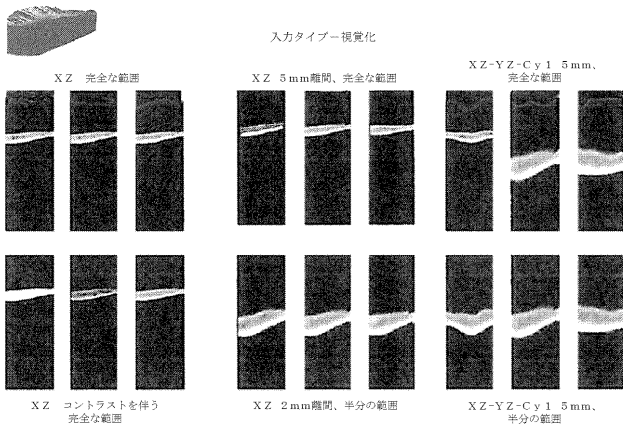 入力タイプー視覚化
XZ 完全な範囲
XZ 5mm離間、完全な範囲
XZ-YZ-Cy1 5mm、
完全な範囲
XZ コントラストを伴う
完全な範囲
XZ 2mm離間、半分の範囲
XZ-YZ-Cy1 5mm、
半分の範囲